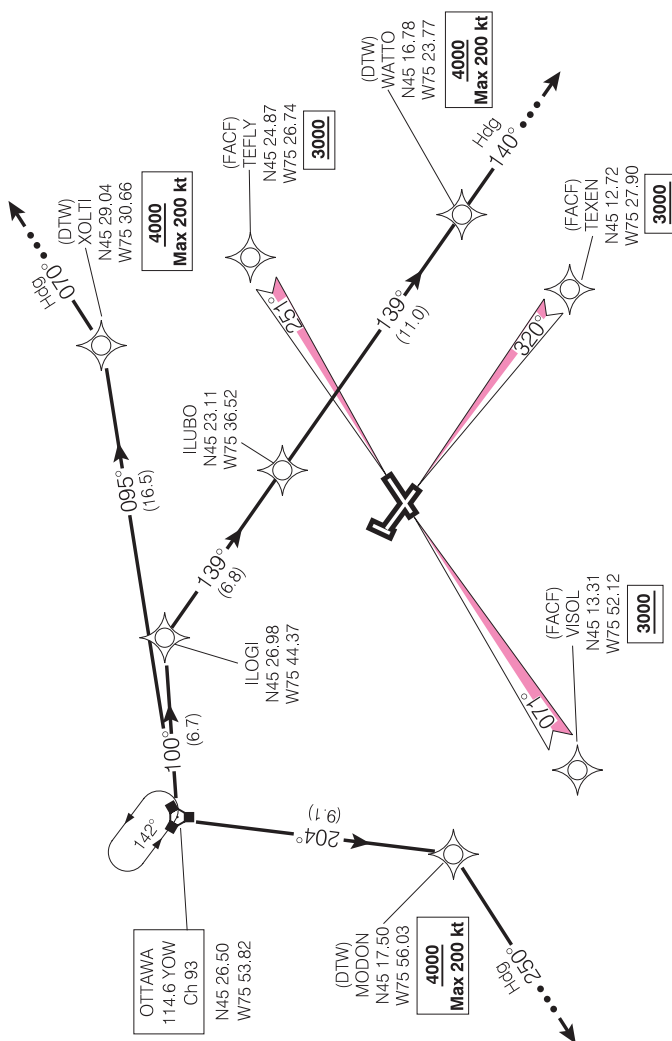 Hdg
070°
(DTW)
XOLTI
N45 29.04
W75 30.66
4000
Max 200 kt
(FACF)
TEFLY
N45 24.87
W75 26.74
3000
(DTW)
WATTO
N45 16.78
W75 23.77
4000
Max 200 kt
Hdg
140°
095°
(16.5)
251°
139°
(11.0)
ILUBO
N45 23.11
W75 36.52
139°
(6.8)
ILOGI
N45 26.98
W75 44.37
100°
(6.7)
142°
OTTAWA
114.6 YOW
Ch 93
N45 26.50
W75 53.82
204°
(9.1)
(DTW)
MODON
N45 17.50
W75 56.03
4000
Max 200 kt
Hdg
250°
(FACF)
VISOL
N45 13.31
W75 52.12
3000
071°
320°
(FACF)
TEXEN
N45 12.72
W75 27.90
3000